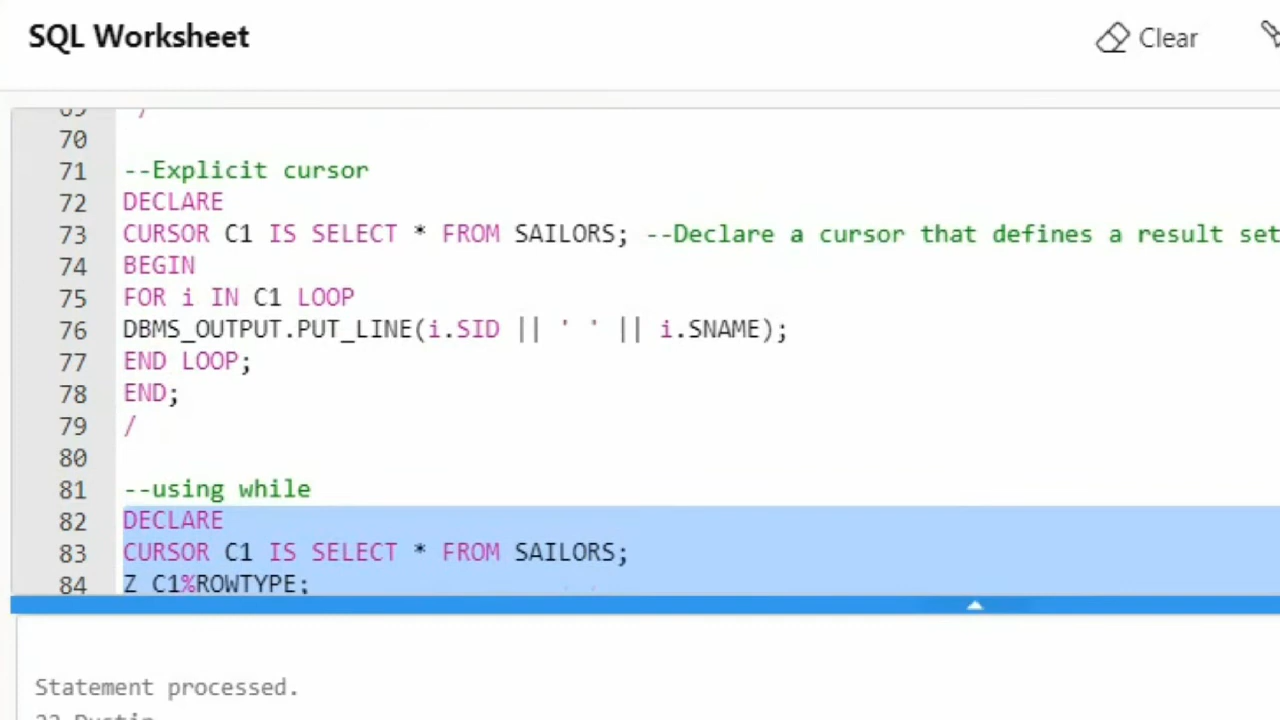 SQL Worksheet
Clear
69 /
70
71 --Explicit cursor
72 DECLARE
73 CURSOR C1 IS SELECT * FROM SAILORS; --Declare a cursor that defines a result set
74 BEGIN
75 FOR i IN C1 LOOP
76 DBMS_OUTPUT.PUT_LINE(i.SID || ' ' || i.SNAME);
77 END LOOP;
78 END;
79 /
80
81 --using while
82 DECLARE
83 CURSOR C1 IS SELECT * FROM SAILORS;
84 Z C1%ROWTYPE;
Statement processed.
22 Dustin